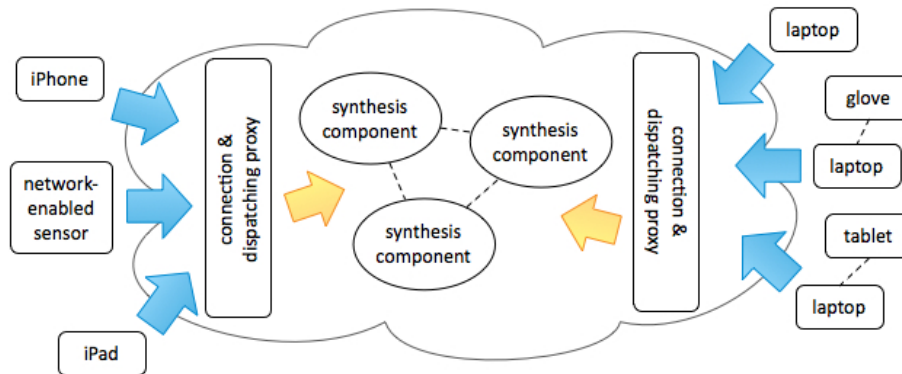 iPhone
network-
enabled
sensor
iPad
connection &
dispatching proxy
synthesis
component
synthesis
component
synthesis
component
connection &
dispatching proxy
laptop
glove
laptop
tablet
laptop